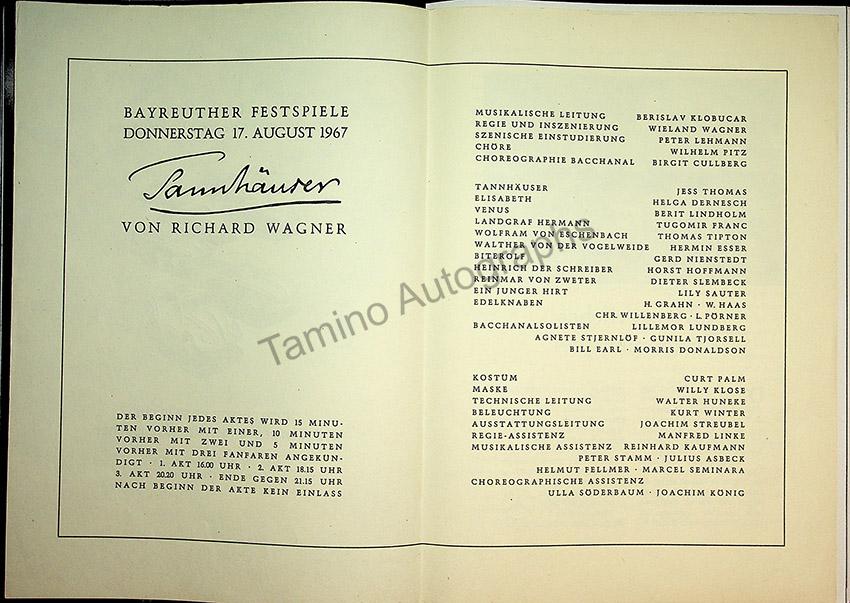 BAYREUTHER FESTSPIELE
DONNERSTAG 17. AUGUST 1967
Tannhäuser
VON RICHARD WAGNER
DER BEGINN JEDES AKTES WIRD 15 MINU-
TEN VORHER MIT EINER, 10 MINUTEN
VORHER MIT ZWEI UND 5 MINUTEN
VORHER MIT DREI FANFAREN ANGEKÜN-
DIGT · 1. AKT 16.00 UHR · 2. AKT 18.15 UHR
3. AKT 20.20 UHR · ENDE GEGEN 21.15 UHR
NACH BEGINN DER AKTE KEIN EINLASS
MUSIKALISCHE LEITUNG BERISLAV KLOBUCAR
REGIE UND INSZENIERUNG WIELAND WAGNER
SZENISCHE EINSTUDIERUNG PETER LEHMANN
CHÖRE WILHELM PITZ
CHOREOGRAPHIE BACCHANAL BIRGIT CULLBERG
TANNHÄUSER JESS THOMAS
ELISABETH HELGA DERNESCH
VENUS BERIT LINDHOLM
LANDGRAF HERMANN TUGOMIR FRANC
WOLFRAM VON ESCHENBACH THOMAS TIPTON
WALTHER VON DER VOGELWEIDE HERMIN ESSER
BITEROLF GERD NIENSTEDT
HEINRICH DER SCHREIBER HORST HOFFMANN
REINMAR VON ZWETER DIETER SLEMBECK
EIN JUNGER HIRT LILY SAUTER
EDELKNABEN H. GRAHN · W. HAAS
CHR. WILLENBERG · L. PÖRNER
BACCHANALSOLISTEN LILLEMOR LUNDBERG
AGNETE STJERNLÖF · GUNILA TJORSELL
BILL EARL · MORRIS DONALDSON
KOSTÜM CURT PALM
MASKE WILLY KLOSE
TECHNISCHE LEITUNG WALTER HUNEKE
BELEUCHTUNG KURT WINTER
AUSSTATTUNGSLEITUNG JOACHIM STREUBEL
REGIE-ASSISTENZ MANFRED LINKE
MUSIKALISCHE ASSISTENZ REINHARD KAUFMANN
PETER STAMM · JULIUS ASBECK
HELMUT FELLMER · MARCEL SEMINARA
CHOREOGRAPHISCHE ASSISTENZ
ULLA SÖDERBAUM · JOACHIM KÖNIG
Tamino Autographs